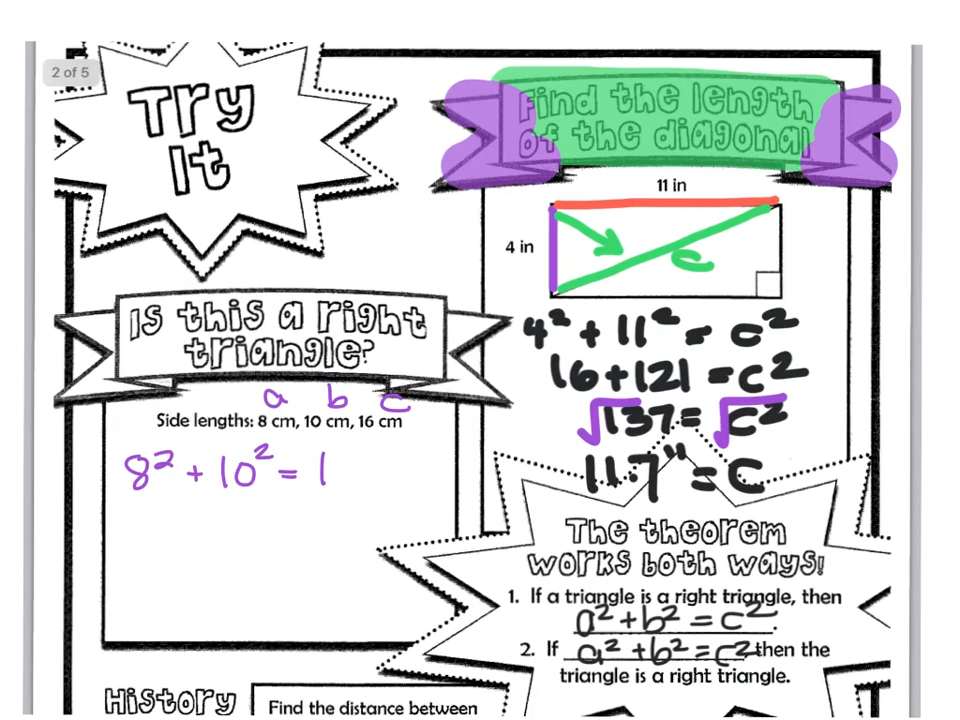 2 of 5
Try
It
Find the length
of the diagonal
11 in
4 in
c
4² + 11² = c²
16 + 121 = c²
√137 = √c²
11.7" = c
Is this a right
triangle?
a b c
Side lengths: 8 cm, 10 cm, 16 cm
8² + 10² = 1
The theorem
works both ways!
1. If a triangle is a right triangle, then
a² + b² = c².
2. If a² + b² = c² then the
triangle is a right triangle.
History
Find the distance between